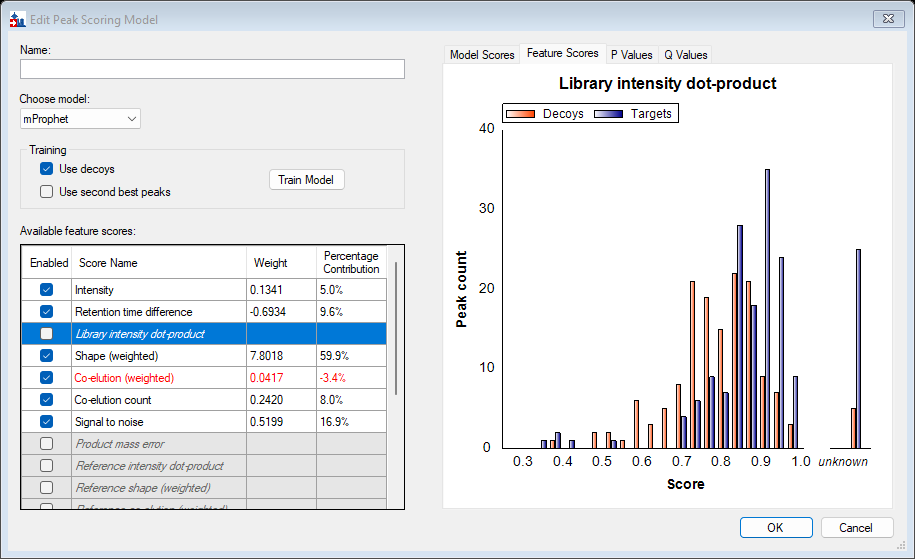 Edit Peak Scoring Model
Name:
Choose model:
mProphet
Training
Use decoys
Use second best peaks
Train Model
Available feature scores:
Enabled Score Name Weight Percentage Contribution
Intensity 0.1341 5.0%
Retention time difference -0.6934 9.6%
Library intensity dot-product
Shape (weighted) 7.8018 59.9%
Co-elution (weighted) 0.0417 -3.4%
Co-elution count 0.2420 8.0%
Signal to noise 0.5199 16.9%
Product mass error
Reference intensity dot-product
Reference shape (weighted)
Reference co-elution (weighted)
Model Scores Feature Scores P Values Q Values
Library intensity dot-product
Decoys Targets
40
30
20
10
0
Peak count
0.3 0.4 0.5 0.6 0.7 0.8 0.9 1.0 unknown
Score
OK Cancel